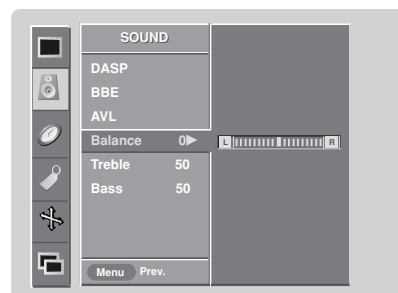 SOUND
DASP
BBE
AVL
Balance 0▶ L R
Treble 50
Bass 50
Menu Prev.